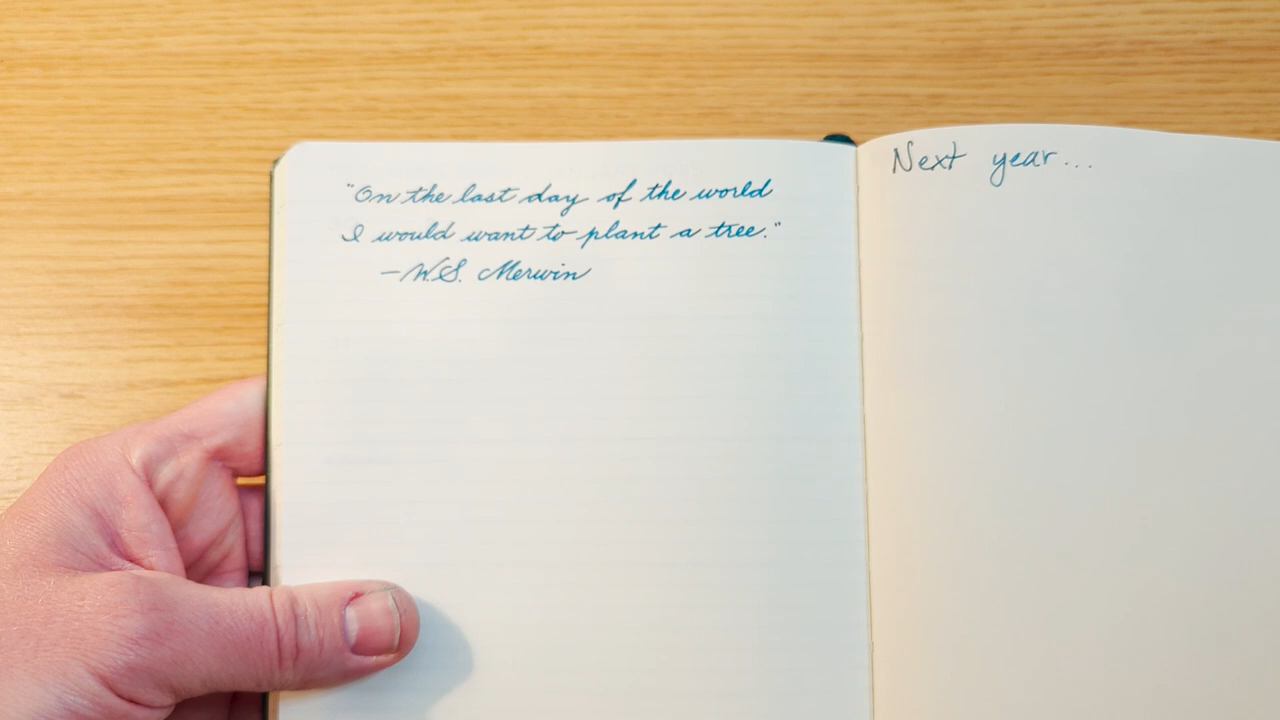 "On the last day of the world
I would want to plant a tree."
-W.S. Merwin
Next year...